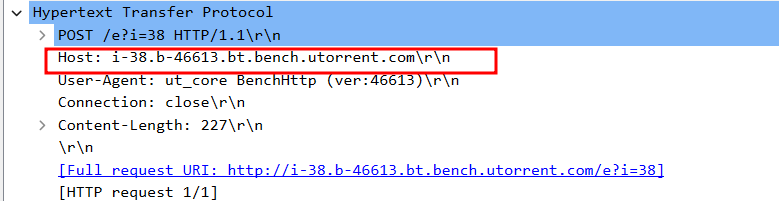 Hypertext Transfer Protocol
POST /e?i=38 HTTP/1.1\r\n
Host: i-38.b-46613.bt.bench.utorrent.com\r\n
User-Agent: ut_core BenchHttp (ver:46613)\r\n
Connection: close\r\n
Content-Length: 227\r\n
\r\n
[Full request URI: http://i-38.b-46613.bt.bench.utorrent.com/e?i=38]
[HTTP request 1/1]